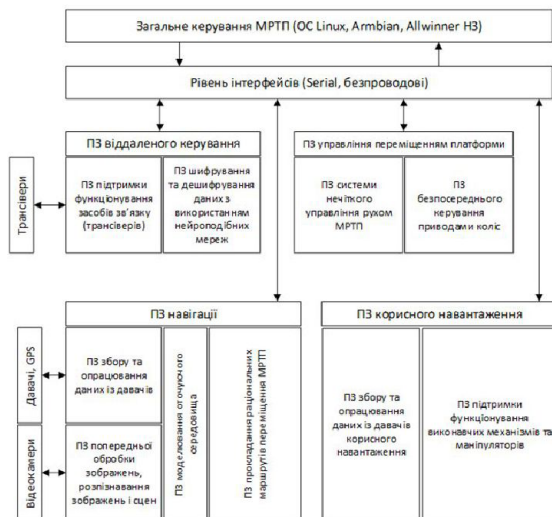 Загальне керування МРТП (ОС Linux, Armbian, Allwinner H3)
Рівень інтерфейсів (Serial, безпроводові)
ПЗ віддаленого керування
ПЗ управління переміщенням платформи
Трансівери
ПЗ підтримки
функціонування
засобів зв'язку
(трансіверів)
ПЗ шифрування
та дешифрування
даних з
використанням
нейроподібних
мереж
ПЗ системи
нечіткого
управління рухом
МРТП
ПЗ
безпосереднього
керування
приводами коліс
ПЗ навігації
ПЗ корисного навантаження
Давачі, GPS
ПЗ збору та
опрацювання
даних із давачів
Відеокамери
ПЗ попередньої
обробки
зображень,
розпізнавання
зображень і сцен
ПЗ моделювання оточуючого
середовища
ПЗ прокладання раціональних
маршрутів переміщення МРТП
ПЗ збору та
опрацювання
даних із давачів
корисного
навантаження
ПЗ підтримки
функціонування
виконавчих механізмів та
маніпуляторів